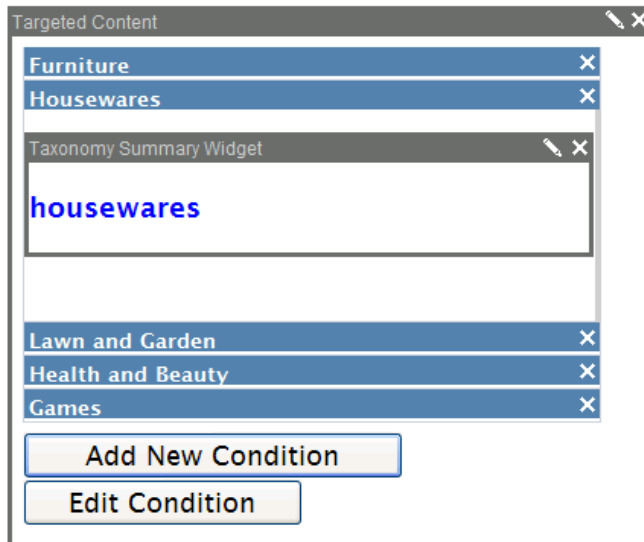 Targeted Content
Furniture
Housewares
Taxonomy Summary Widget
housewares
Lawn and Garden
Health and Beauty
Games
Add New Condition
Edit Condition